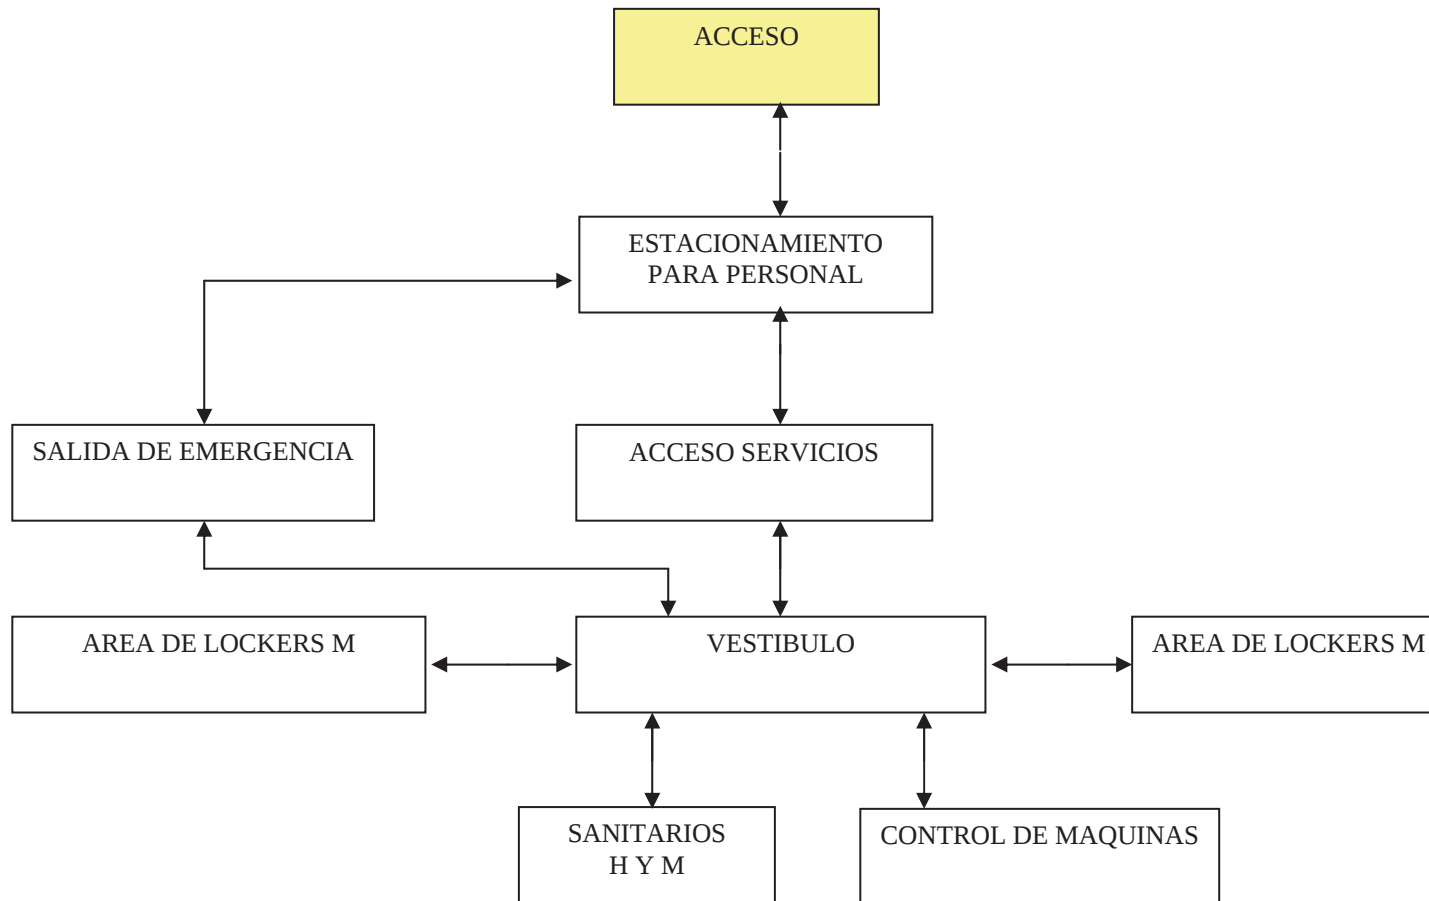 ACCESO
ESTACIONAMIENTO
PARA PERSONAL
SALIDA DE EMERGENCIA
ACCESO SERVICIOS
AREA DE LOCKERS M
VESTIBULO
AREA DE LOCKERS M
SANITARIOS
H Y M
CONTROL DE MAQUINAS